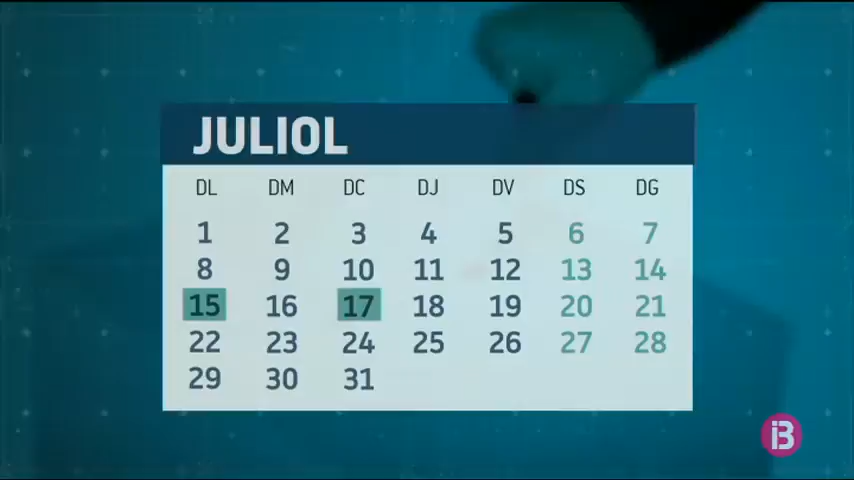 JULIOL
DL DM DC DJ DV DS DG
1 2 3 4 5 6 7
8 9 10 11 12 13 14
15 16 17 18 19 20 21
22 23 24 25 26 27 28
29 30 31
iB